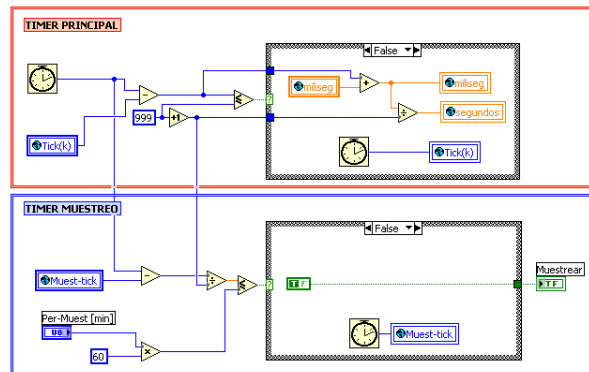 TIMER PRINCIPAL
False
miliseg
miliseg
999
+1
segundos
Tick(k)
Tick(k)
TIMER MUESTREO
False
Muestrear
Muest-tick
T F
TF
Per-Muest [min]
U8
Muest-tick
60